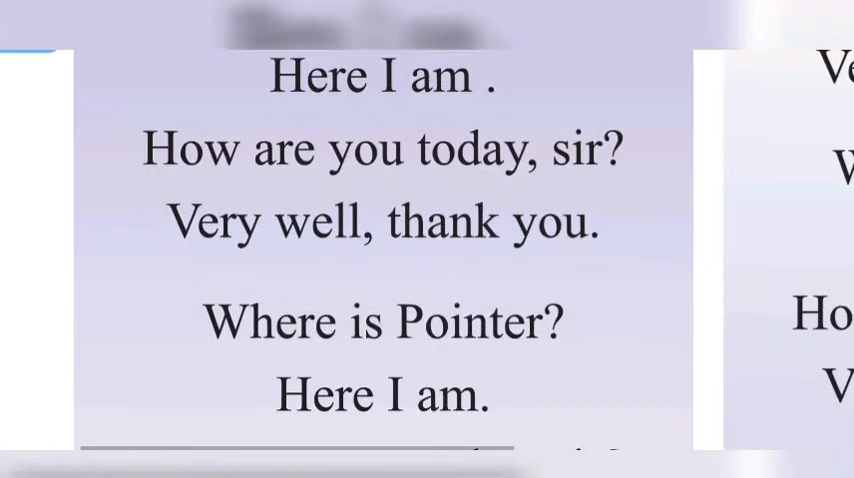 Here I am .
How are you today, sir?
Very well, thank you.
Where is Pointer?
Here I am.